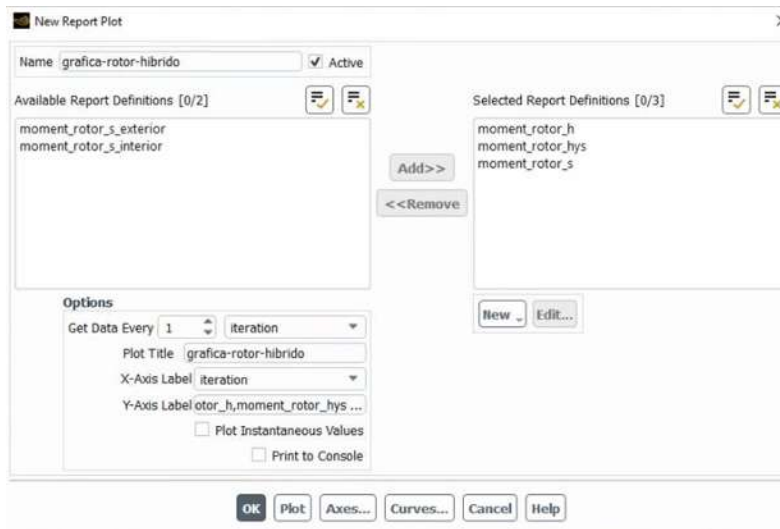 New Report Plot
Name grafica-rotor-hibrido Active
Available Report Definitions [0/2]
moment_rotor_s_exterior
moment_rotor_s_interior
Add>>
<<Remove
Selected Report Definitions [0/3]
moment_rotor_h
moment_rotor_hys
moment_rotor_s
New Edit...
Options
Get Data Every 1 iteration
Plot Title grafica-rotor-hibrido
X-Axis Label iteration
Y-Axis Label otor_h,moment_rotor_hys ...
Plot Instantaneous Values
Print to Console
OK Plot Axes... Curves... Cancel Help